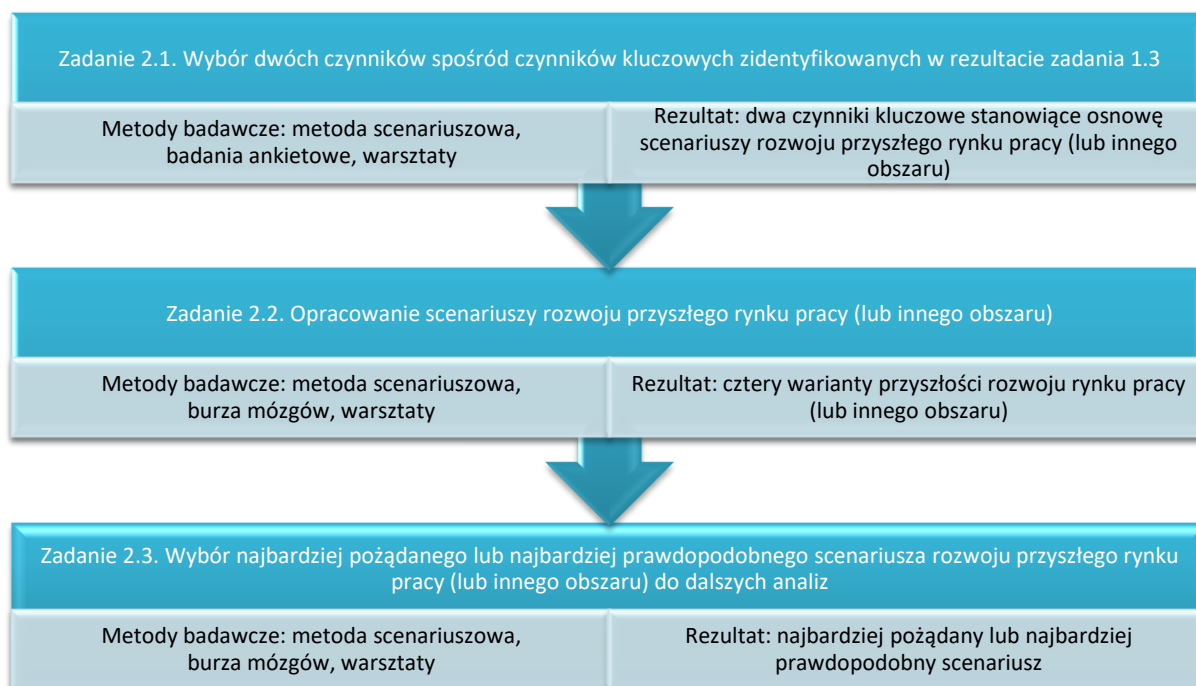 Zadanie 2.1. Wybór dwóch czynników spośród czynników kluczowych zidentyfikowanych w rezultacie zadania 1.3
Metody badawcze: metoda scenariuszowa,
badania ankietowe, warsztaty
Rezultat: dwa czynniki kluczowe stanowiące osnowę
scenariuszy rozwoju przyszłego rynku pracy (lub innego
obszaru)
Zadanie 2.2. Opracowanie scenariuszy rozwoju przyszłego rynku pracy (lub innego obszaru)
Metody badawcze: metoda scenariuszowa,
burza mózgów, warsztaty
Rezultat: cztery warianty przyszłości rozwoju rynku pracy
(lub innego obszaru)
Zadanie 2.3. Wybór najbardziej pożądanego lub najbardziej prawdopodobnego scenariusza rozwoju przyszłego rynku
pracy (lub innego obszaru) do dalszych analiz
Metody badawcze: metoda scenariuszowa,
burza mózgów, warsztaty
Rezultat: najbardziej pożądany lub najbardziej
prawdopodobny scenariusz